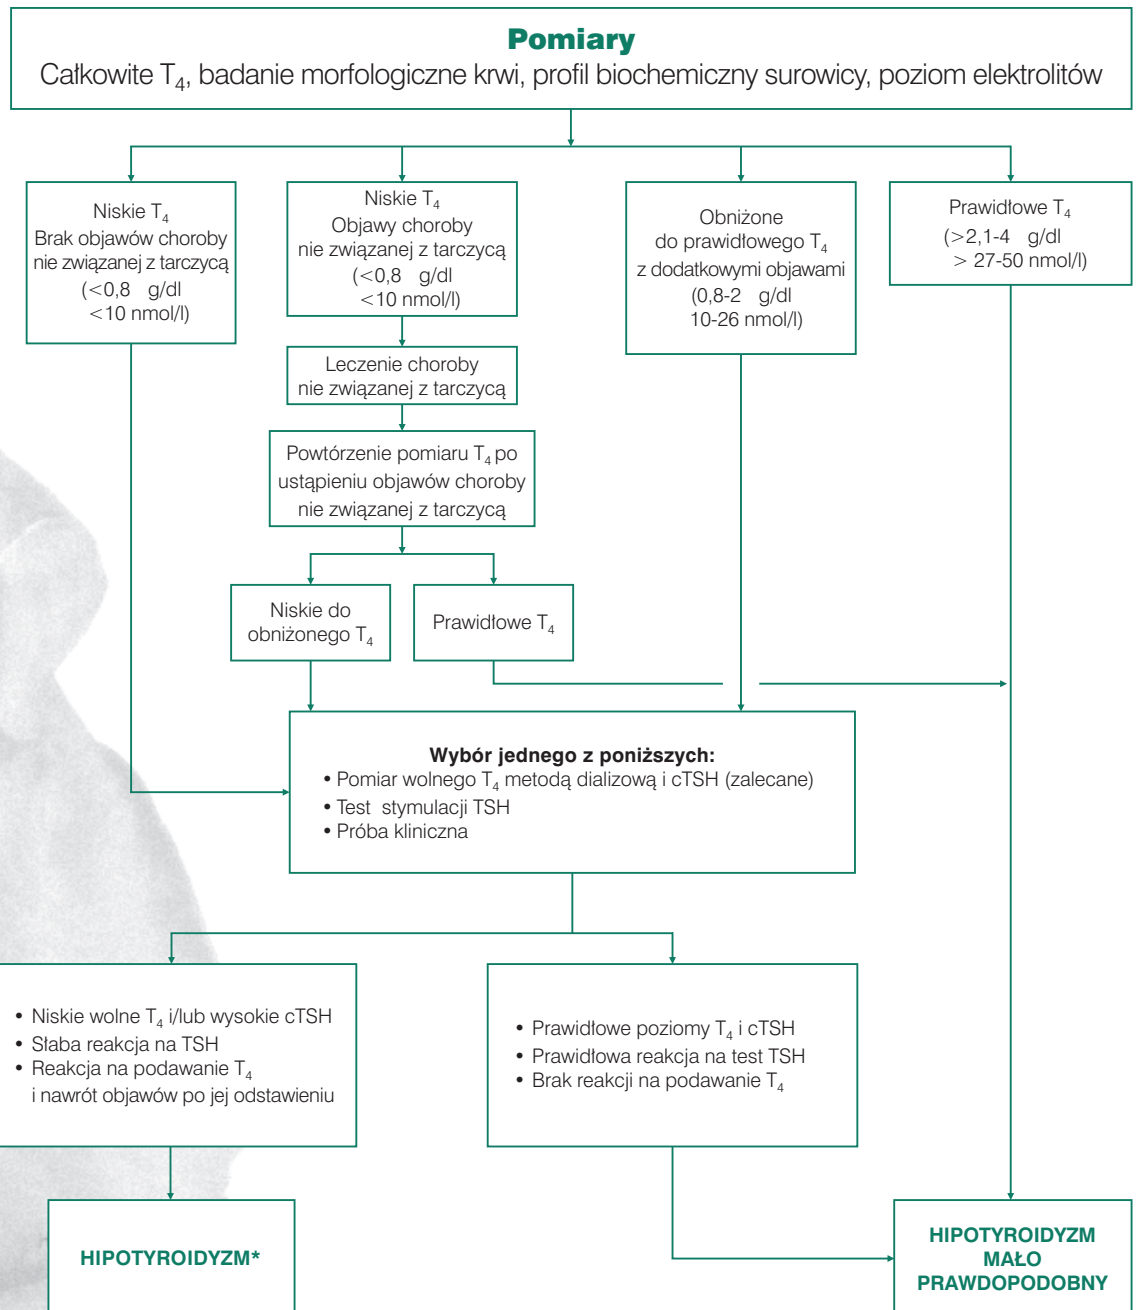 Pomiary
Całkowite T₄, badanie morfologiczne krwi, profil biochemiczny surowicy, poziom elektrolitów
Niskie T₄
Brak objawów choroby
nie związanej z tarczycą
(<0,8 g/dl
<10 nmol/l)
Niskie T₄
Objawy choroby
nie związanej z tarczycą
(<0,8 g/dl
<10 nmol/l)
Obniżone
do prawidłowego T₄
z dodatkowymi objawami
(0,8-2 g/dl
10-26 nmol/l)
Prawidłowe T₄
(>2,1-4 g/dl
> 27-50 nmol/l)
Leczenie choroby
nie związanej z tarczycą
Powtórzenie pomiaru T₄ po
ustąpieniu objawów choroby
nie związanej z tarczycą
Niskie do
obniżonego T₄
Prawidłowe T₄
Wybór jednego z poniższych:
• Pomiar wolnego T₄ metodą dializową i cTSH (zalecane)
• Test stymulacji TSH
• Próba kliniczna
• Niskie wolne T₄ i/lub wysokie cTSH
• Słaba reakcja na TSH
• Reakcja na podawanie T₄
i nawrót objawów po jej odstawieniu
• Prawidłowe poziomy T₄ i cTSH
• Prawidłowa reakcja na test TSH
• Brak reakcji na podawanie T₄
HIPOTYROIDYZM*
HIPOTYROIDYZM
MAŁO
PRAWDOPODOBNY